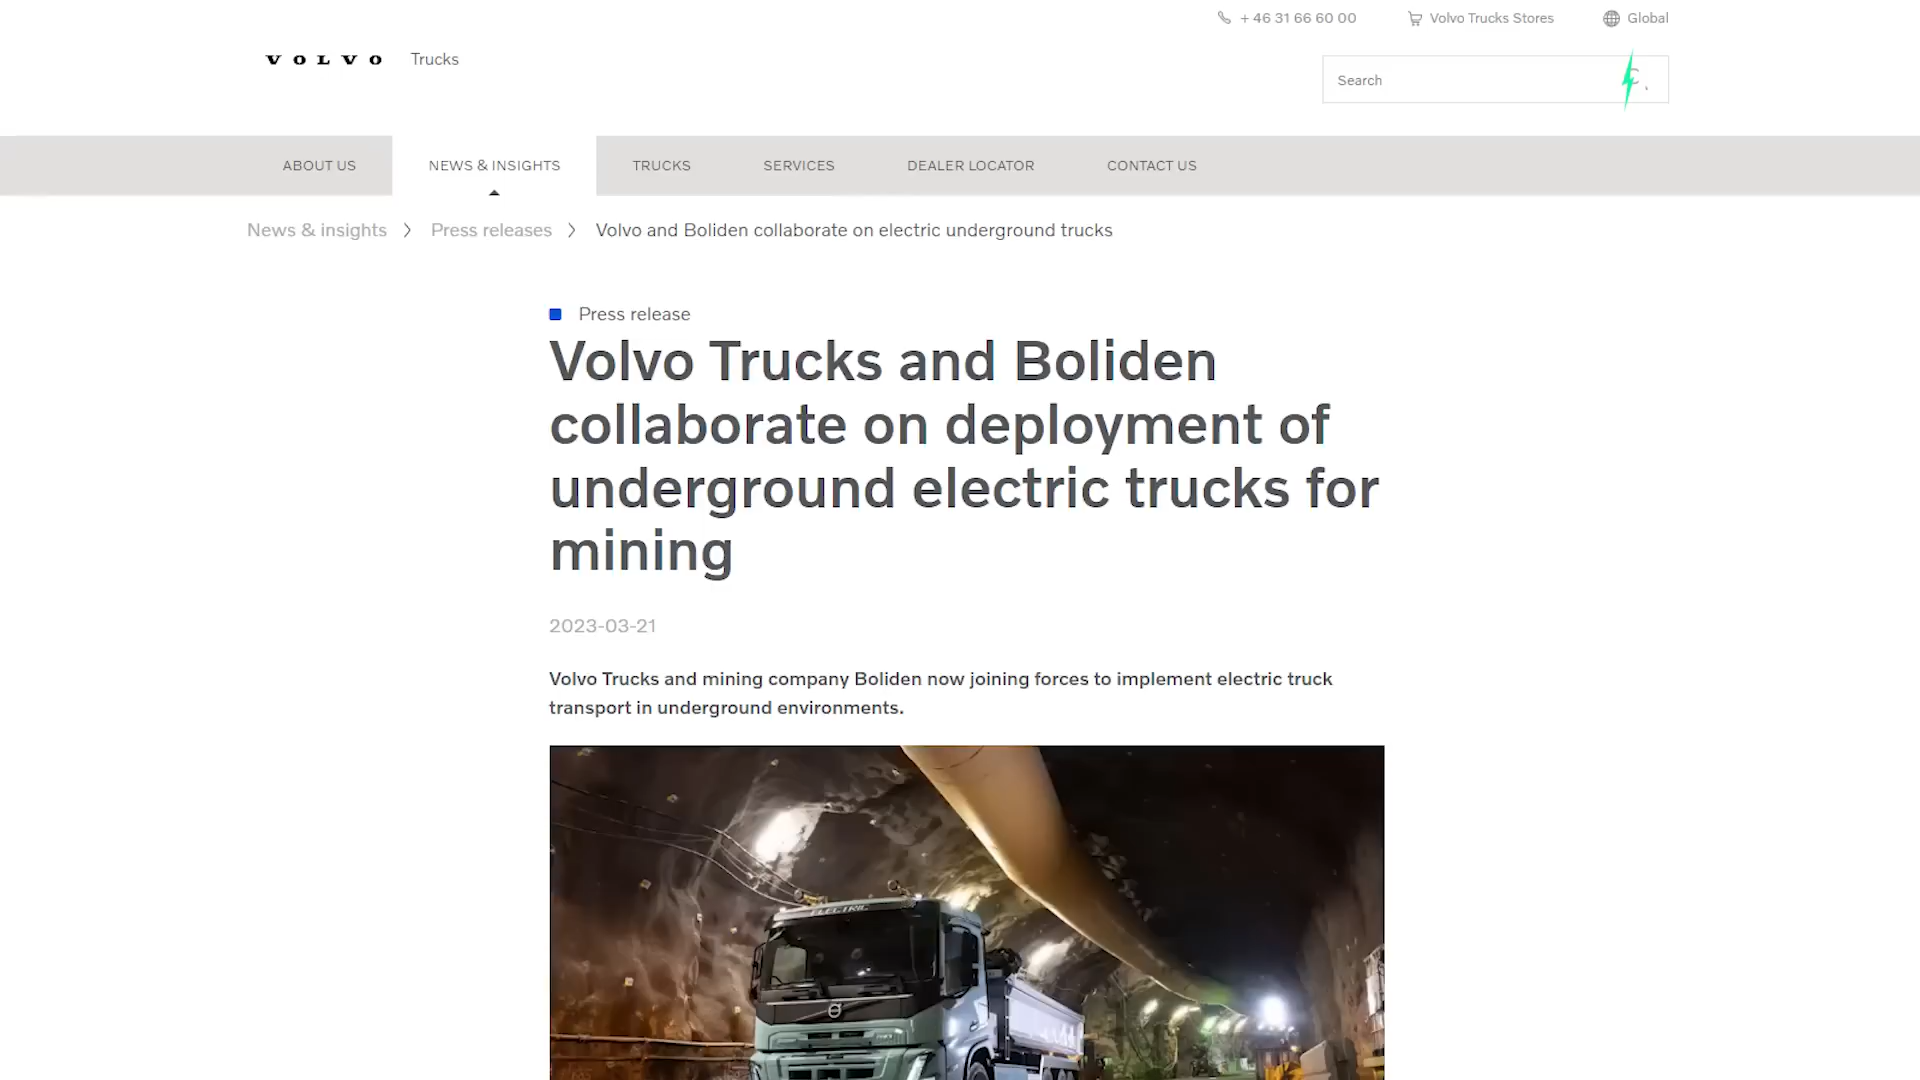 + 46 31 66 60 00
Volvo Trucks Stores
Global
VOLVO
Trucks
Search
ABOUT US
NEWS & INSIGHTS
TRUCKS
SERVICES
DEALER LOCATOR
CONTACT US
News & insights > Press releases > Volvo and Boliden collaborate on electric underground trucks
Press release
Volvo Trucks and Boliden
collaborate on deployment of
underground electric trucks for
mining
2023-03-21
Volvo Trucks and mining company Boliden now joining forces to implement electric truck
transport in underground environments.
ELECTRIC